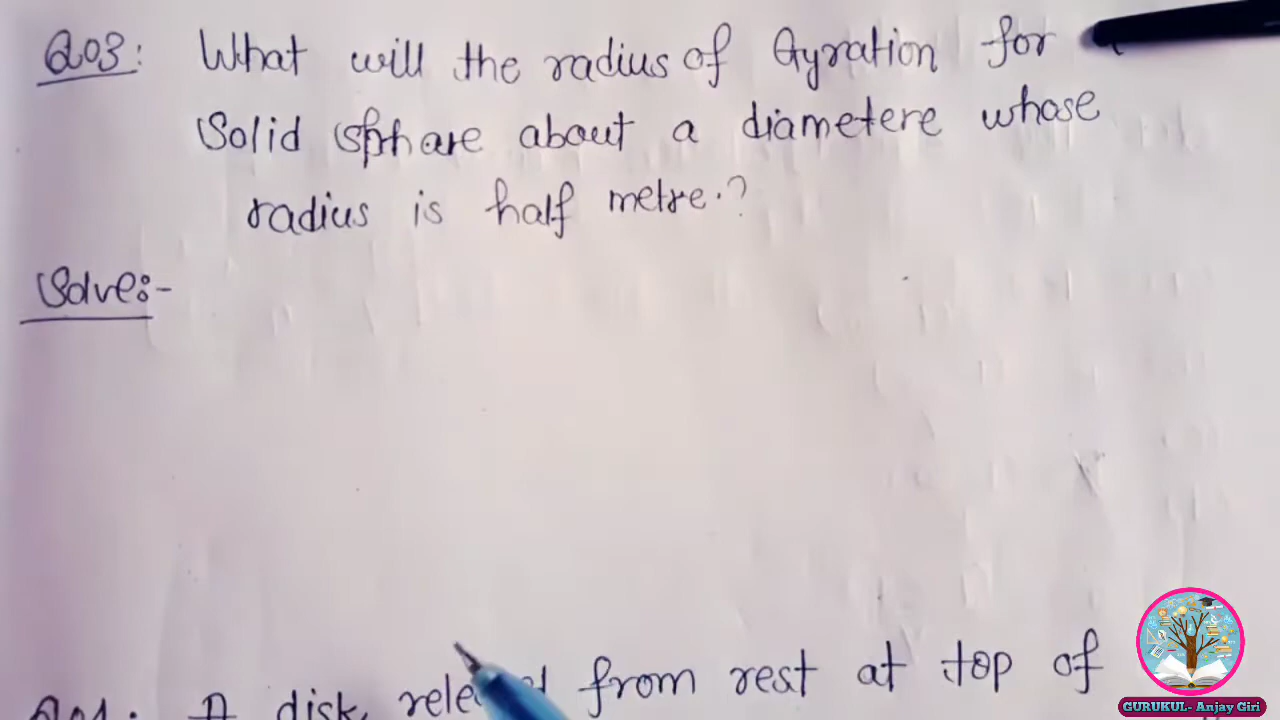 Q03: What will the radius of Gyration for
Solid Sphare about a diametere whose
radius is half metre.?
Solve:-
A disk from rest at top of
GURUKUL- Anjay Giri